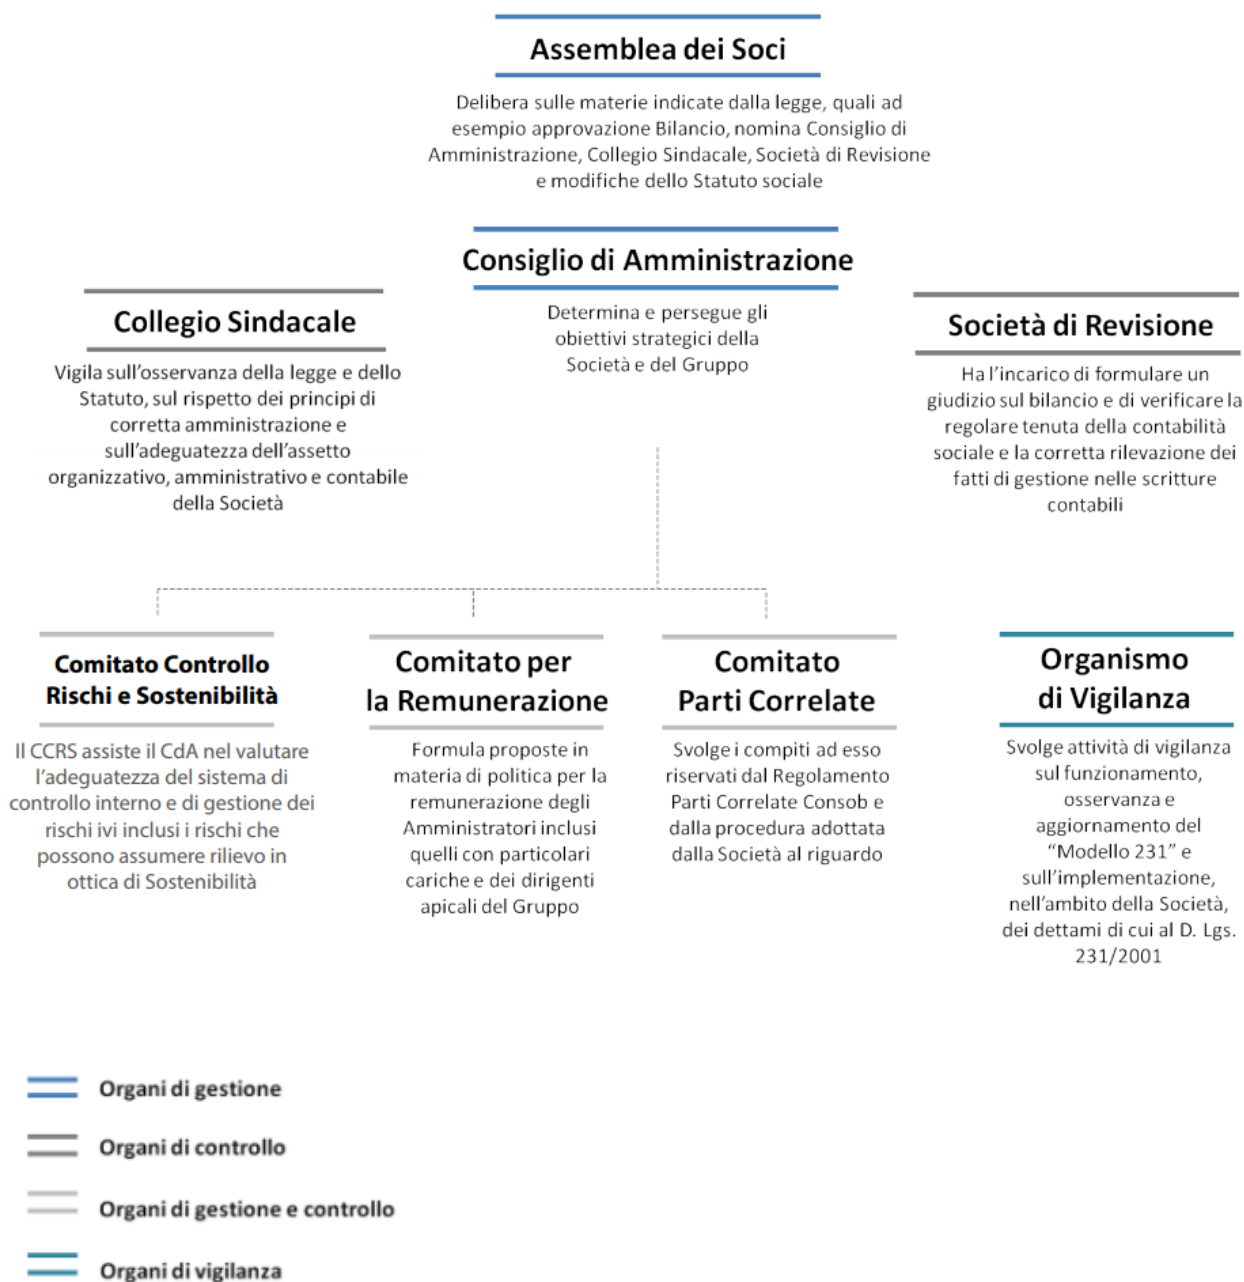 Assemblea dei Soci
Delibera sulle materie indicate dalla legge, quali ad
esempio approvazione Bilancio, nomina Consiglio di
Amministrazione, Collegio Sindacale, Società di Revisione
e modifiche dello Statuto sociale
Consiglio di Amministrazione
Determina e persegue gli
obiettivi strategici della
Società e del Gruppo
Collegio Sindacale
Vigila sull'osservanza della legge e dello
Statuto, sul rispetto dei principi di
corretta amministrazione e
sull'adeguatezza dell'assetto
organizzativo, amministrativo e contabile
della Società
Società di Revisione
Ha l'incarico di formulare un
giudizio sul bilancio e di verificare la
regolare tenuta della contabilità
sociale e la corretta rilevazione dei
fatti di gestione nelle scritture
contabili
Comitato Controllo
Rischi e Sostenibilità
Il CCRS assiste il CdA nel valutare
l'adeguatezza del sistema di
controllo interno e di gestione dei
rischi ivi inclusi i rischi che
possono assumere rilievo in
ottica di Sostenibilità
Comitato per
la Remunerazione
Formula proposte in
materia di politica per la
remunerazione degli
Amministratori inclusi
quelli con particolari
cariche e dei dirigenti
apicali del Gruppo
Comitato
Parti Correlate
Svolge i compiti ad esso
riservati dal Regolamento
Parti Correlate Consob e
dalla procedura adottata
dalla Società al riguardo
Organismo
di Vigilanza
Svolge attività di vigilanza
sul funzionamento,
osservanza e
aggiornamento del
“Modello 231” e
sull'implementazione,
nell'ambito della Società,
dei dettami di cui al D. Lgs.
231/2001
Organi di gestione
Organi di controllo
Organi di gestione e controllo
Organi di vigilanza